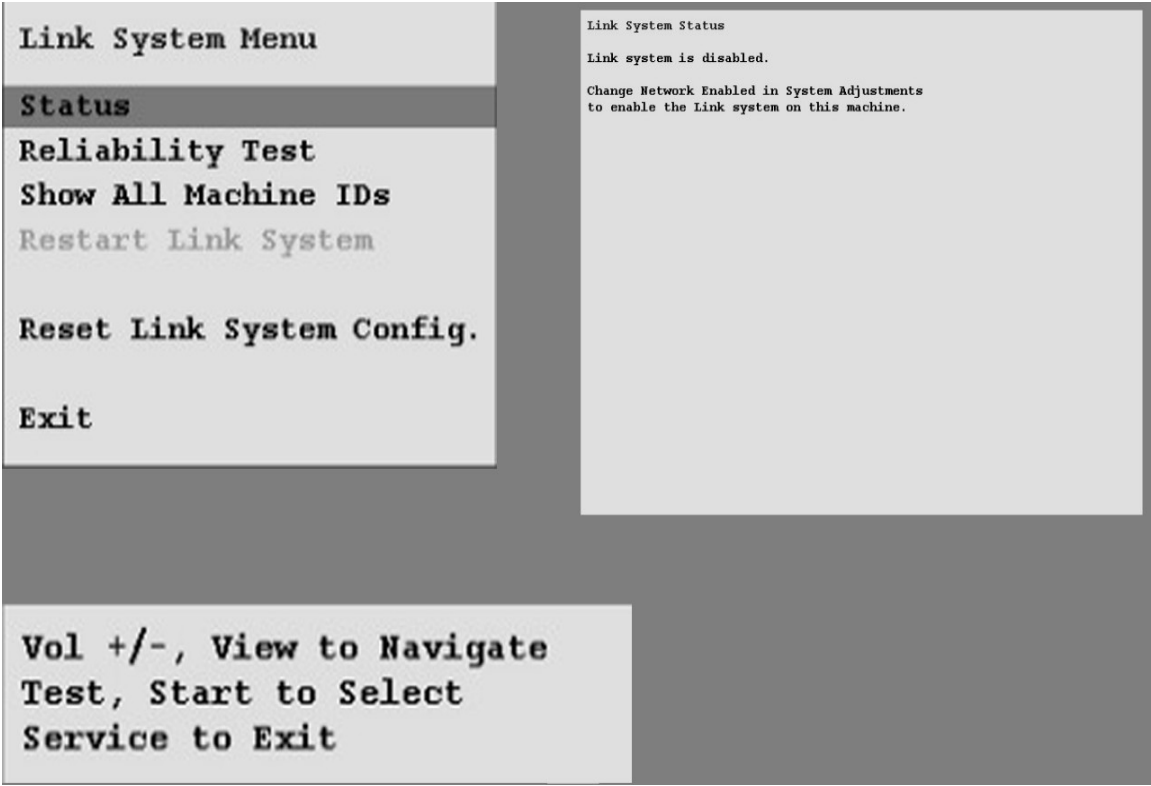 Link System Menu
Status
Reliability Test
Show All Machine IDs
Restart Link System
Reset Link System Config.
Exit
Link System Status
Link system is disabled.
Change Network Enabled in System Adjustments
to enable the Link system on this machine.
Vol +/-, View to Navigate
Test, Start to Select
Service to Exit